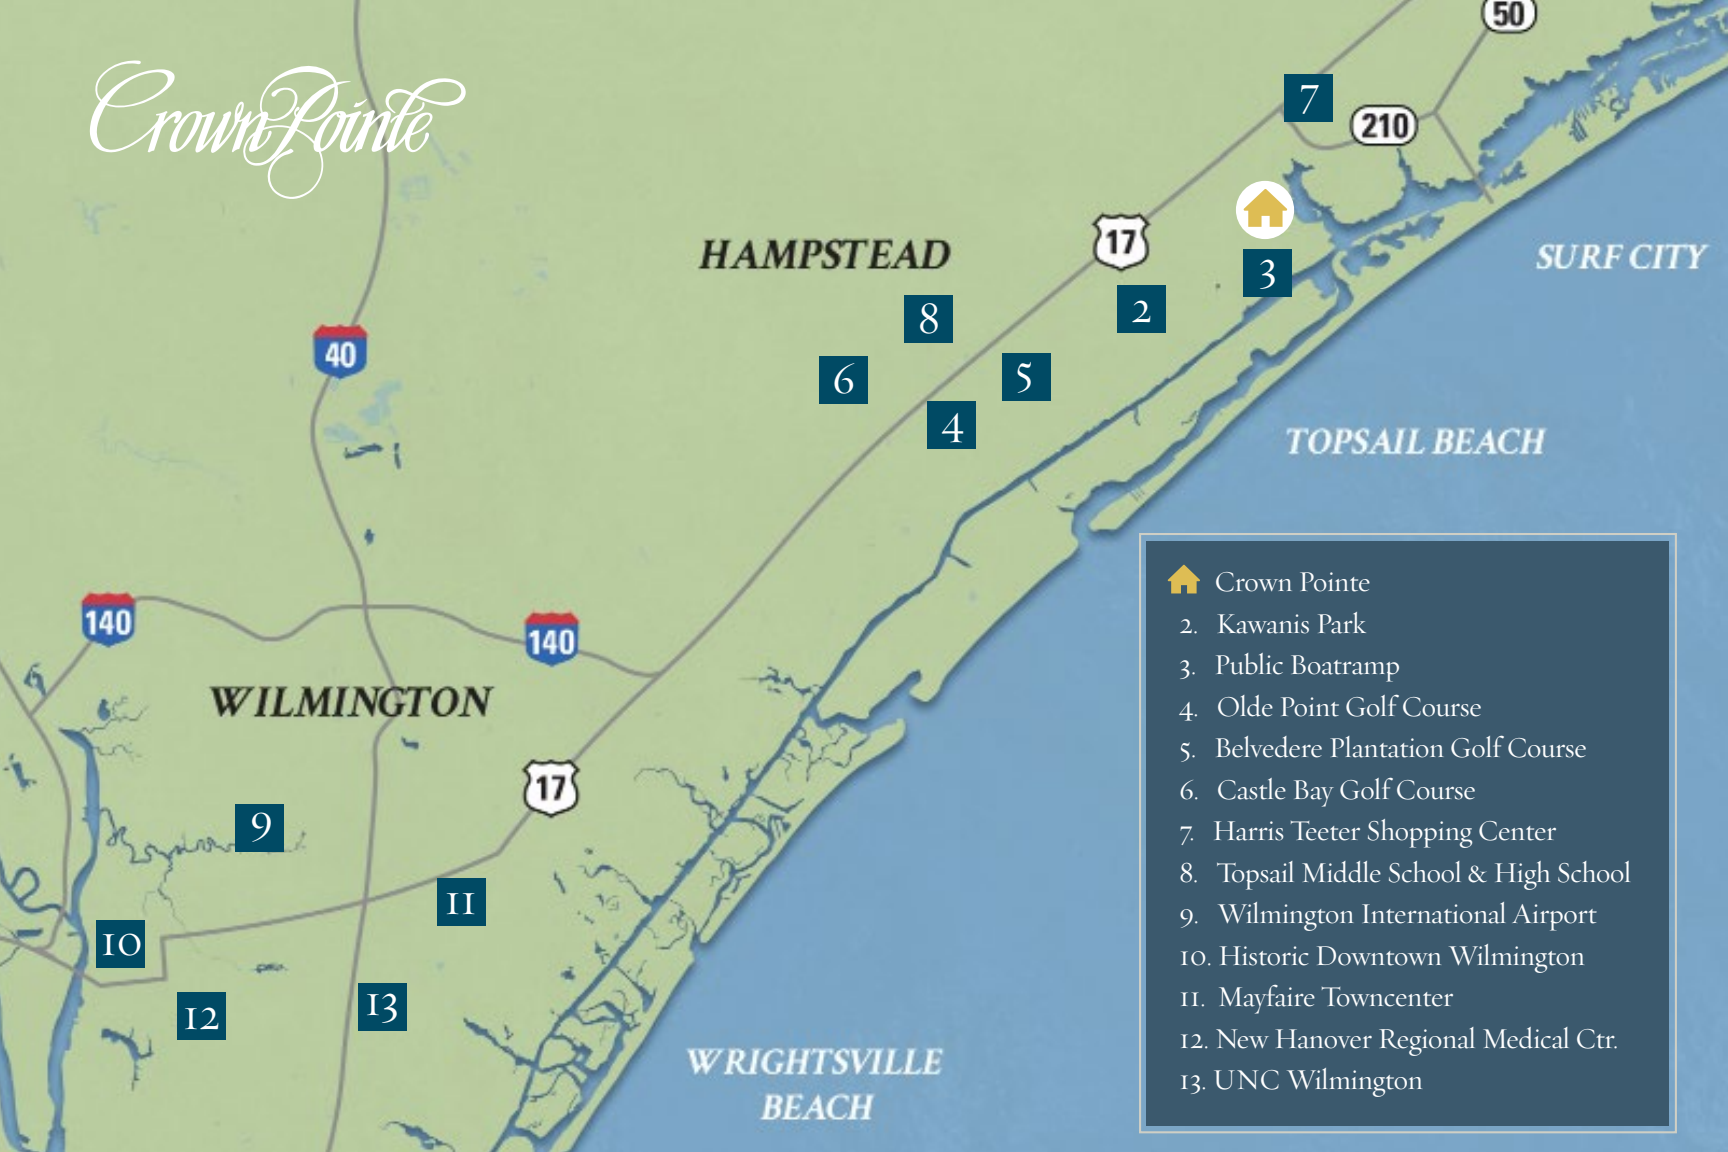 Crown Pointe
50
7
210
HAMPSTEAD
17
SURF CITY
3
2
8
40
6
5
4
TOPSAIL BEACH
140
140
WILMINGTON
17
9
11
10
12
13
WRIGHTSVILLE
BEACH
Crown Pointe
2. Kawanis Park
3. Public Boatramp
4. Olde Point Golf Course
5. Belvedere Plantation Golf Course
6. Castle Bay Golf Course
7. Harris Teeter Shopping Center
8. Topsail Middle School & High School
9. Wilmington International Airport
10. Historic Downtown Wilmington
11. Mayfaire Towncenter
12. New Hanover Regional Medical Ctr.
13. UNC Wilmington